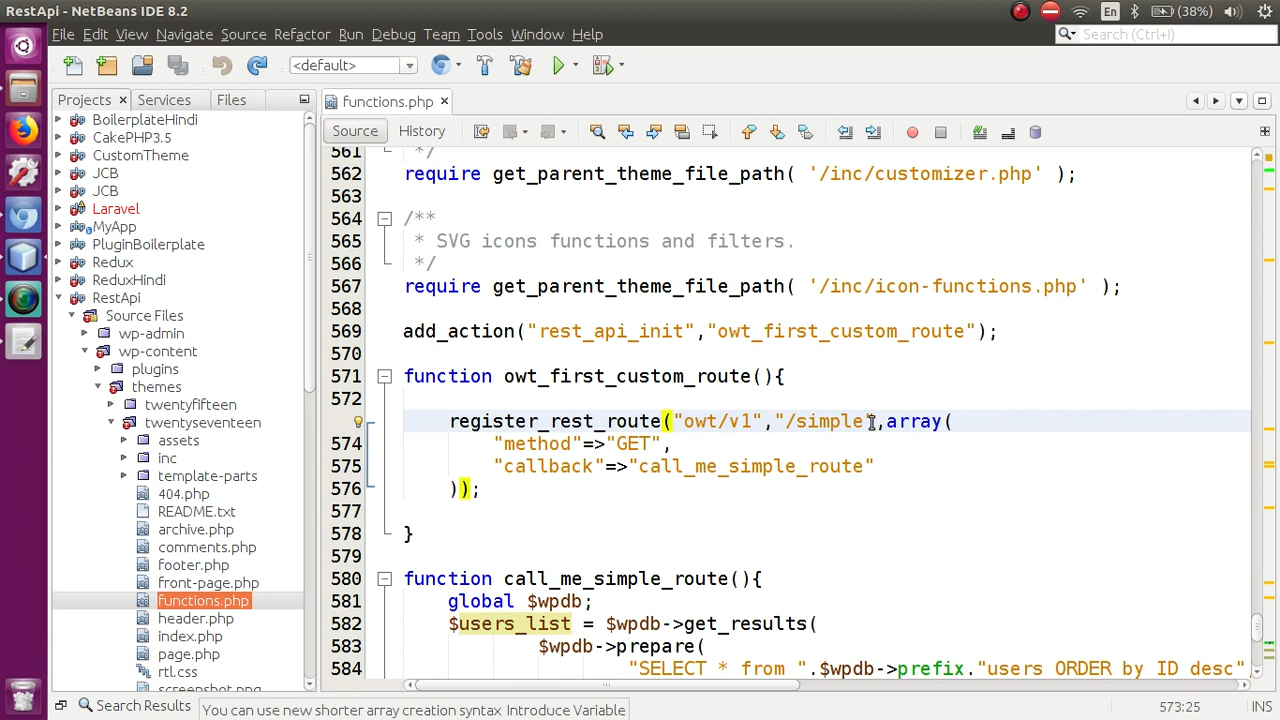 RestApi - NetBeans IDE 8.2
En
(38%)
File Edit View Navigate Source Refactor Run Debug Team Tools Window Help
Search (Ctrl+I)
<default>
Projects Services Files
functions.php
Source History
BoilerplateHindi
CakePHP3.5
CustomTheme
JCB
JCB
Laravel
MyApp
PluginBoilerplate
Redux
ReduxHindi
RestApi
Source Files
wp-admin
wp-content
plugins
themes
twentyfifteen
twentyseventeen
assets
inc
template-parts
404.php
README.txt
archive.php
comments.php
footer.php
front-page.php
functions.php
header.php
index.php
page.php
rtl.css
screenshot.png
561 */
562 require get_parent_theme_file_path( '/inc/customizer.php' );
563
564 /**
565 * SVG icons functions and filters.
566 */
567 require get_parent_theme_file_path( '/inc/icon-functions.php' );
568
569 add_action("rest_api_init","owt_first_custom_route");
570
571 function owt_first_custom_route(){
572
register_rest_route("owt/v1","/simple",array(
574 "method"=>"GET",
575 "callback"=>"call_me_simple_route"
576 ));
577
578 }
579
580 function call_me_simple_route(){
581 global $wpdb;
582 $users_list = $wpdb->get_results(
583 $wpdb->prepare(
584 "SELECT * from ".$wpdb->prefix."users ORDER by ID desc"
Search Results
You can use new shorter array creation syntax Introduce Variable
573:25
INS